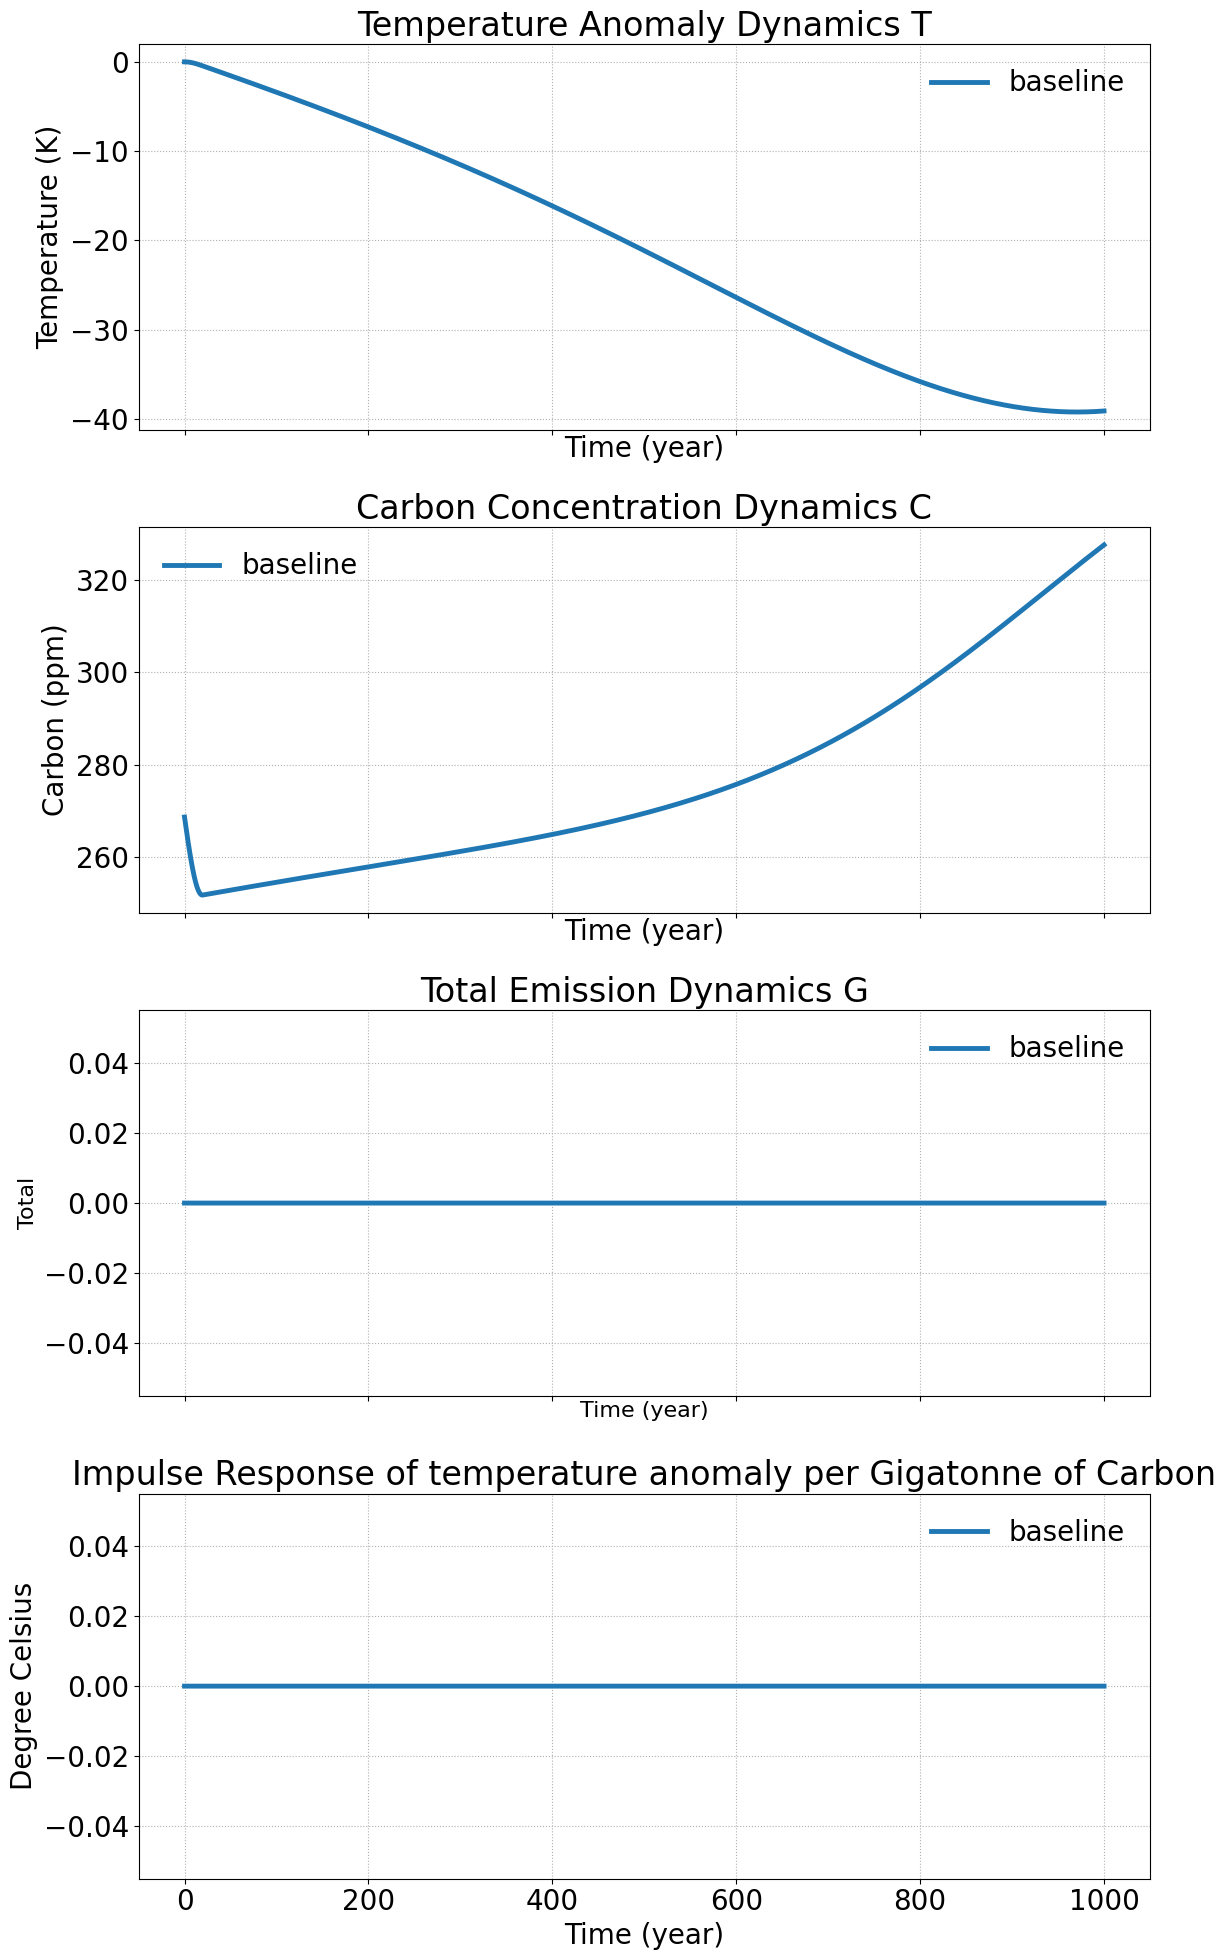 Temperature Anomaly Dynamics T
0
−10
−20
−30
−40
Temperature (K)
baseline
Time (year)
Carbon Concentration Dynamics C
320
300
280
260
Carbon (ppm)
baseline
Time (year)
Total Emission Dynamics G
0.04
0.02
0.00
−0.02
−0.04
Total
baseline
Time (year)
Impulse Response of temperature anomaly per Gigatonne of Carbon
0.04
0.02
0.00
−0.02
−0.04
Degree Celsius
baseline
0 200 400 600 800 1000
Time (year)